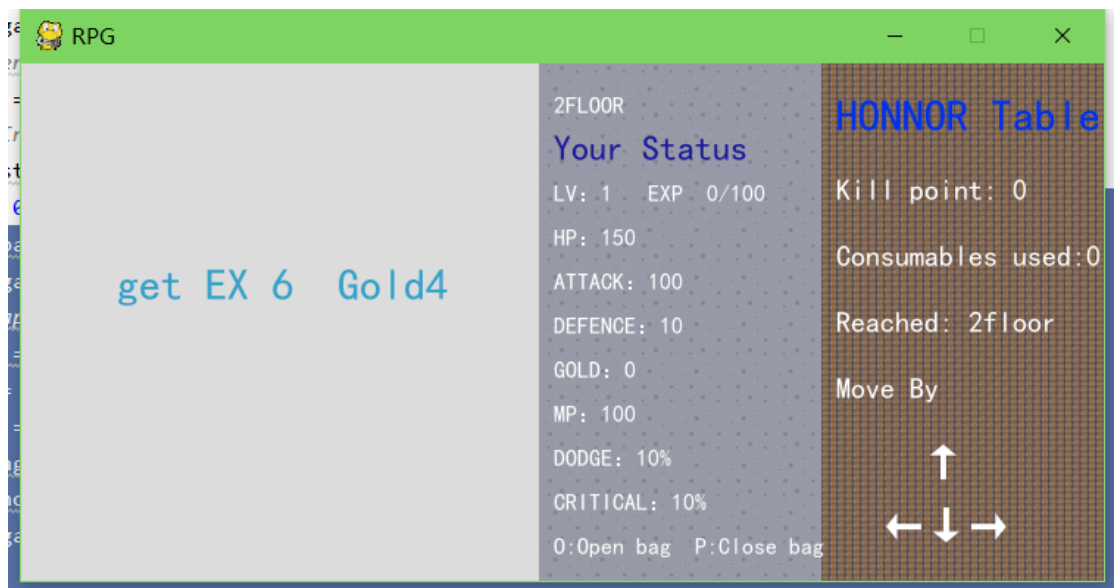 RPG
get EX 6 Gold4
2FLOOR
Your Status
LV: 1 EXP 0/100
HP: 150
ATTACK: 100
DEFENCE: 10
GOLD: 0
MP: 100
DODGE: 10%
CRITICAL: 10%
O:Open bag P:Close bag
HONNOR Table
Kill point: 0
Consumables used:0
Reached: 2floor
Move By
↑
←↓→